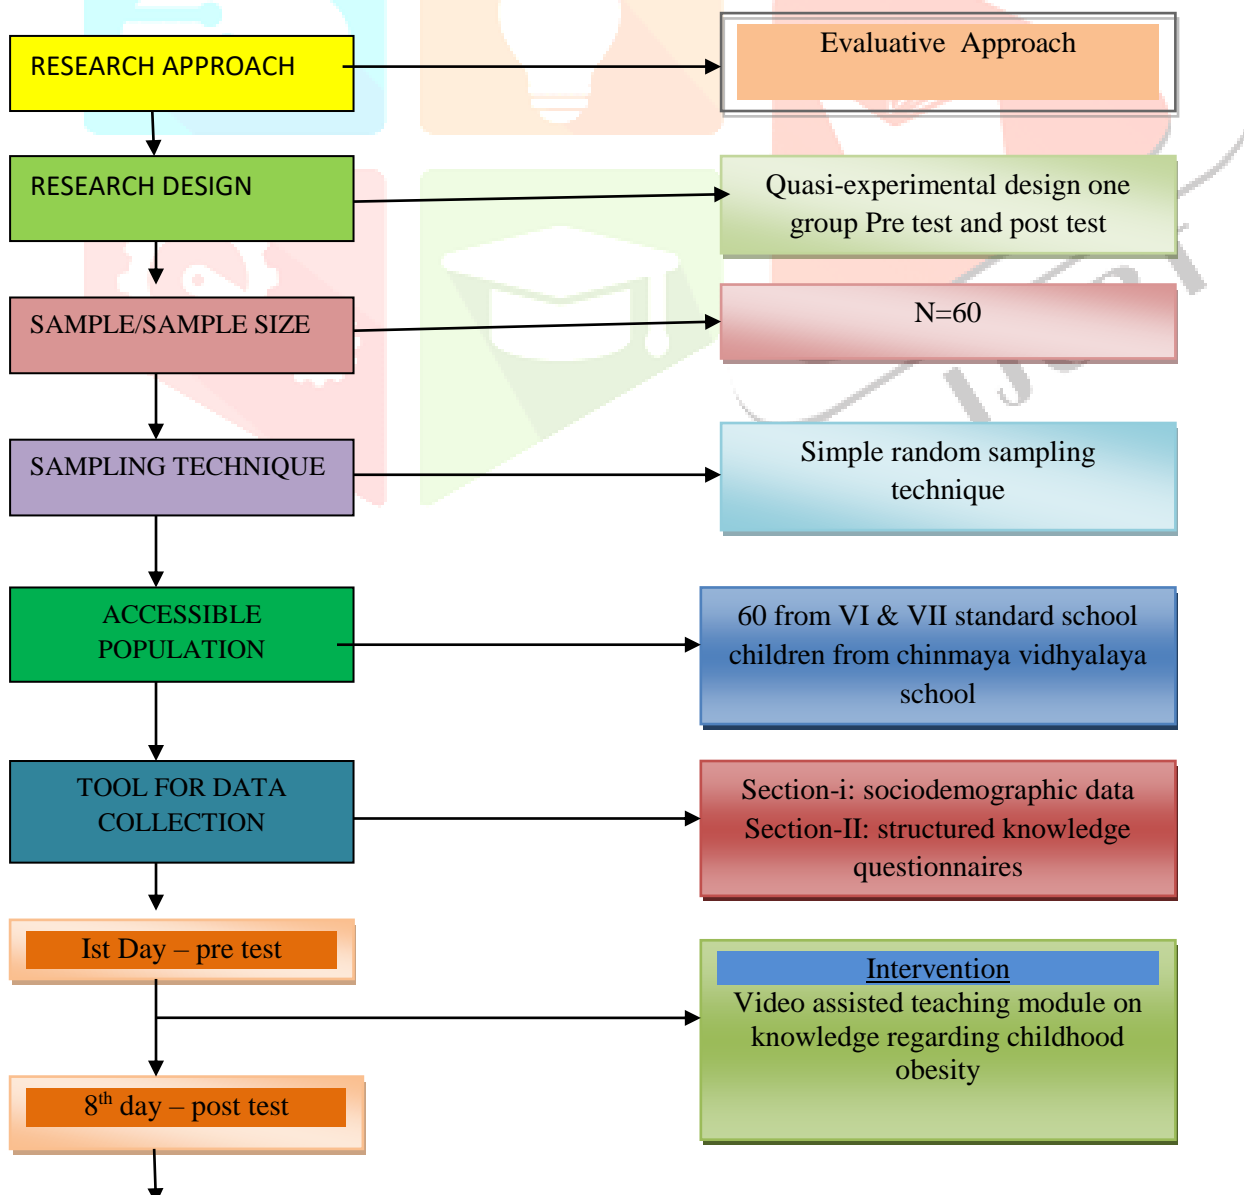 RESEARCH APPROACH
Evaluative Approach
RESEARCH DESIGN
Quasi-experimental design one
group Pre test and post test
SAMPLE/SAMPLE SIZE
N=60
SAMPLING TECHNIQUE
Simple random sampling
technique
ACCESSIBLE
POPULATION
60 from VI & VII standard school
children from chinmaya vidhyalaya
school
TOOL FOR DATA
COLLECTION
Section-i: sociodemographic data
Section-II: structured knowledge
questionnaires
Ist Day – pre test
Intervention
Video assisted teaching module on
knowledge regarding childhood
obesity
8th day – post test